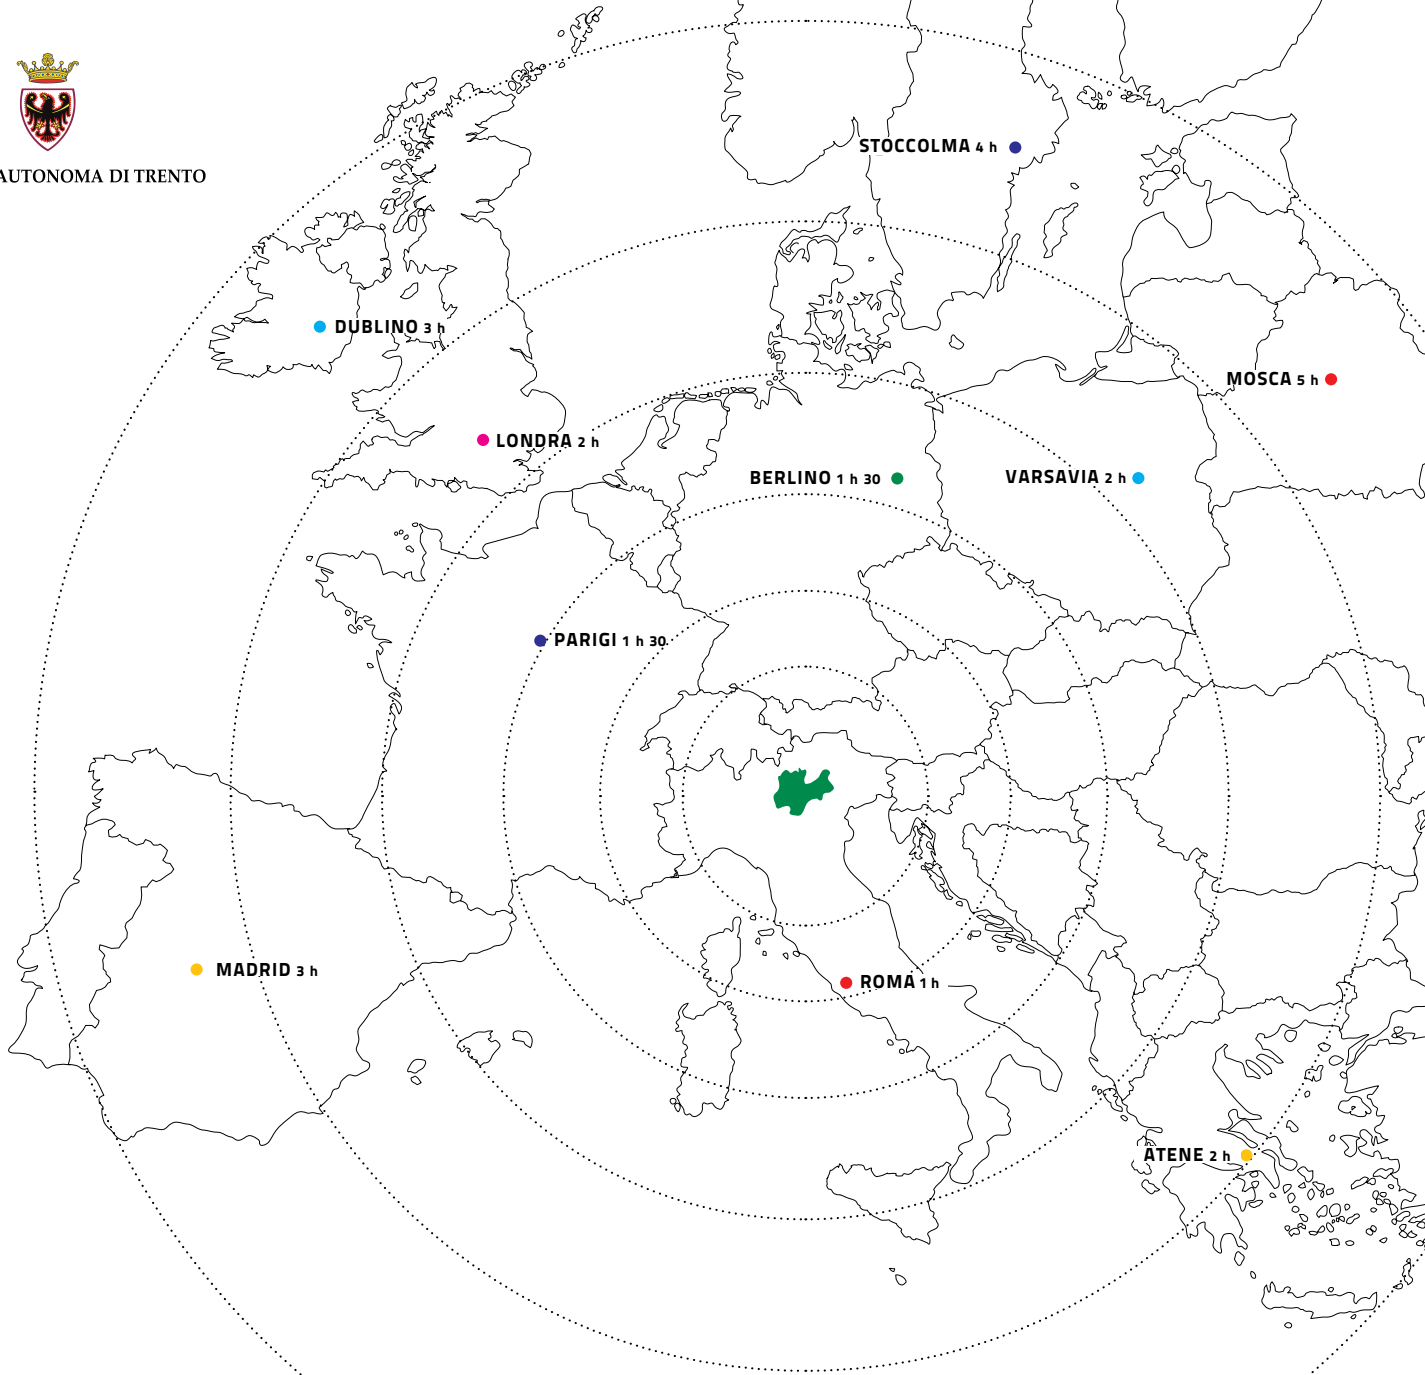 AUTONOMA DI TRENTO
STOCCOLMA 4 h
DUBLINO 3 h
MOSCA 5 h
LONDRA 2 h
BERLINO 1 h 30
VARSAVIA 2 h
PARIGI 1 h 30
MADRID 3 h
ROMA 1 h
ATENE 2 h